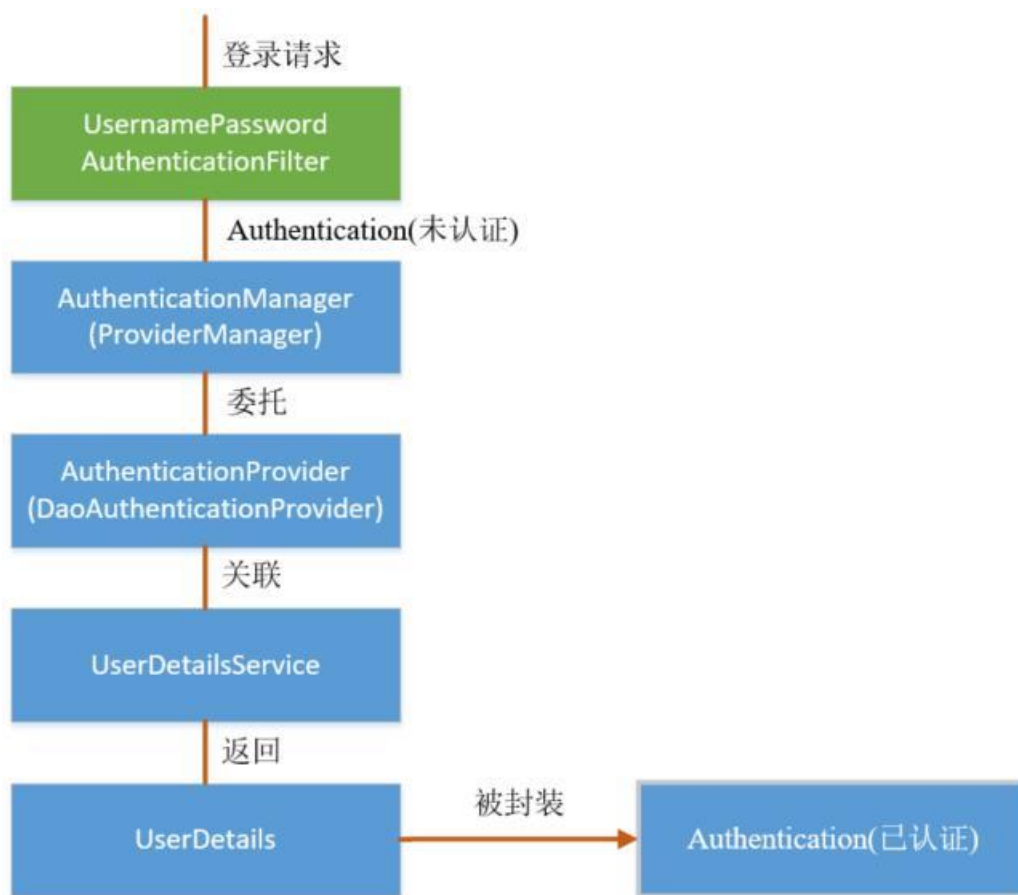 登录请求
UsernamePassword
AuthenticationFilter
Authentication(未认证)
AuthenticationManager
(ProviderManager)
委托
AuthenticationProvider
(DaoAuthenticationProvider)
关联
UserDetailsService
返回
UserDetails
被封装
Authentication(已认证)